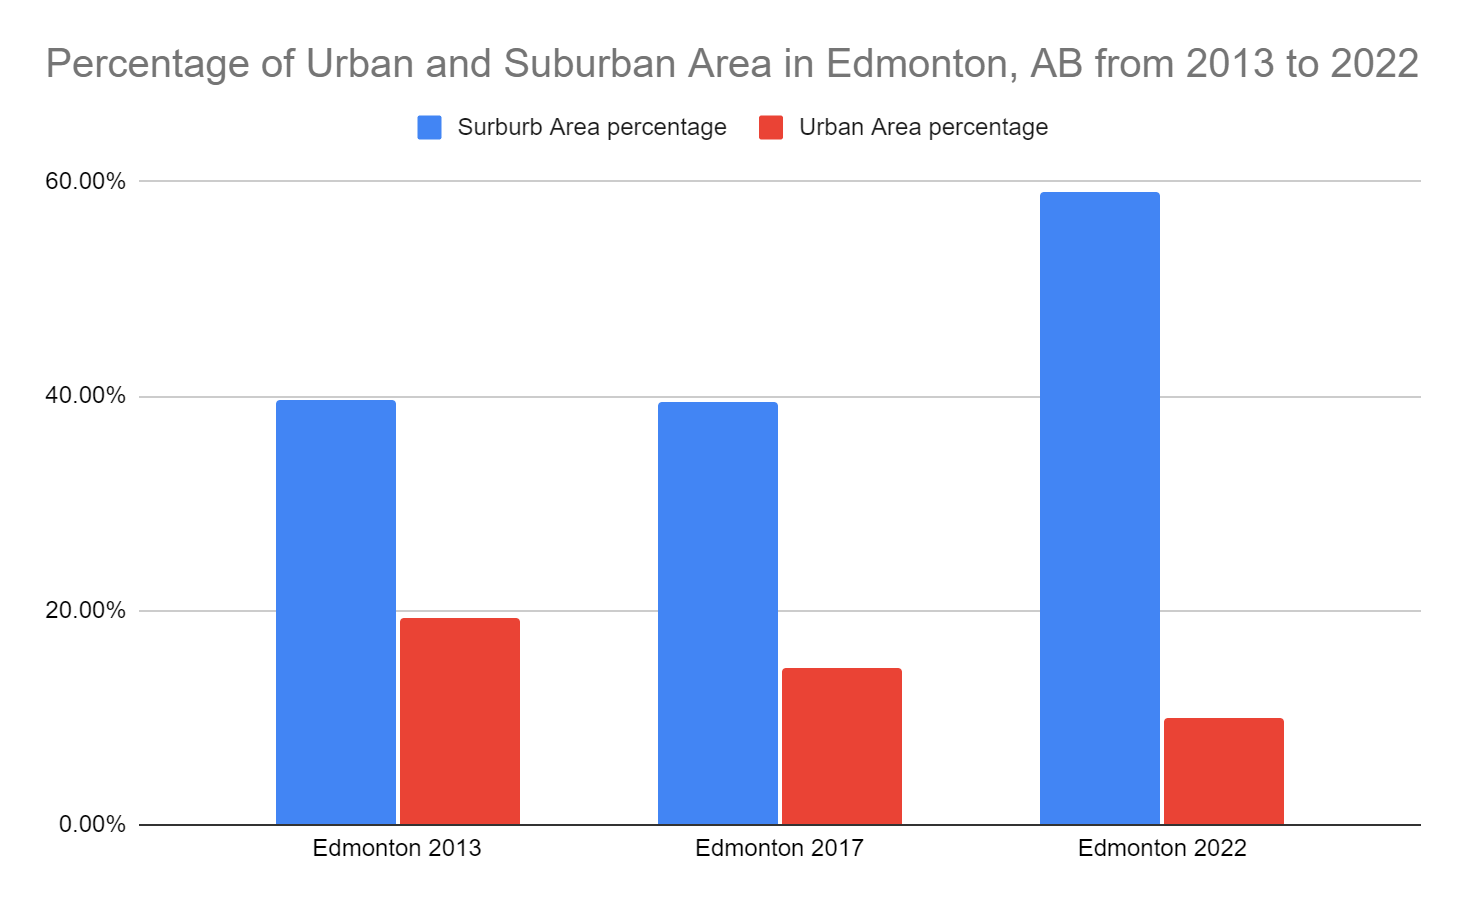 Percentage of Urban and Suburban Area in Edmonton, AB from 2013 to 2022
Surburb Area percentage Urban Area percentage
60.00%
40.00%
20.00%
0.00%
Edmonton 2013 Edmonton 2017 Edmonton 2022